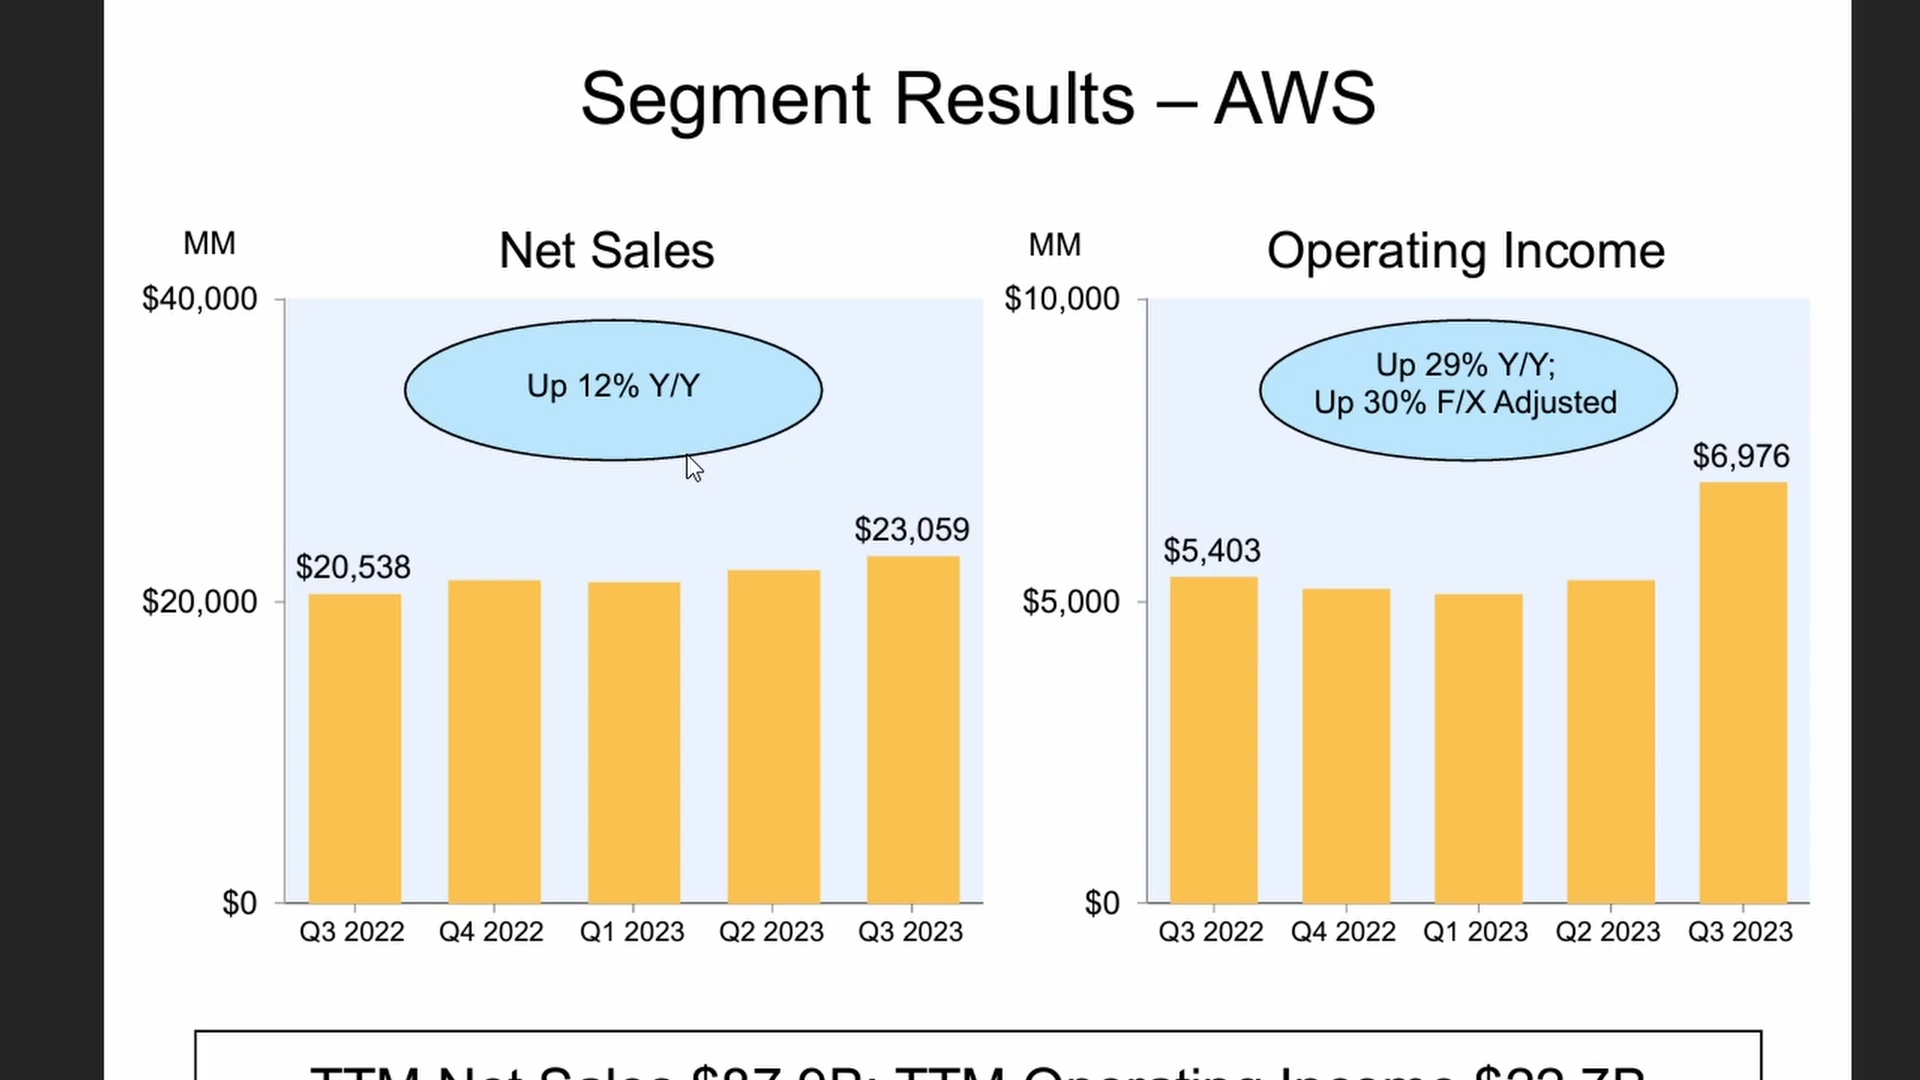 Segment Results – AWS
MM
Net Sales
$40,000
$20,000
$0
Up 12% Y/Y
$20,538
$23,059
Q3 2022 Q4 2022 Q1 2023 Q2 2023 Q3 2023
MM
Operating Income
$10,000
$5,000
$0
Up 29% Y/Y;
Up 30% F/X Adjusted
$5,403
$6,976
Q3 2022 Q4 2022 Q1 2023 Q2 2023 Q3 2023
TTM Net Sales $87.9B; TTM Operating Income $22.7B